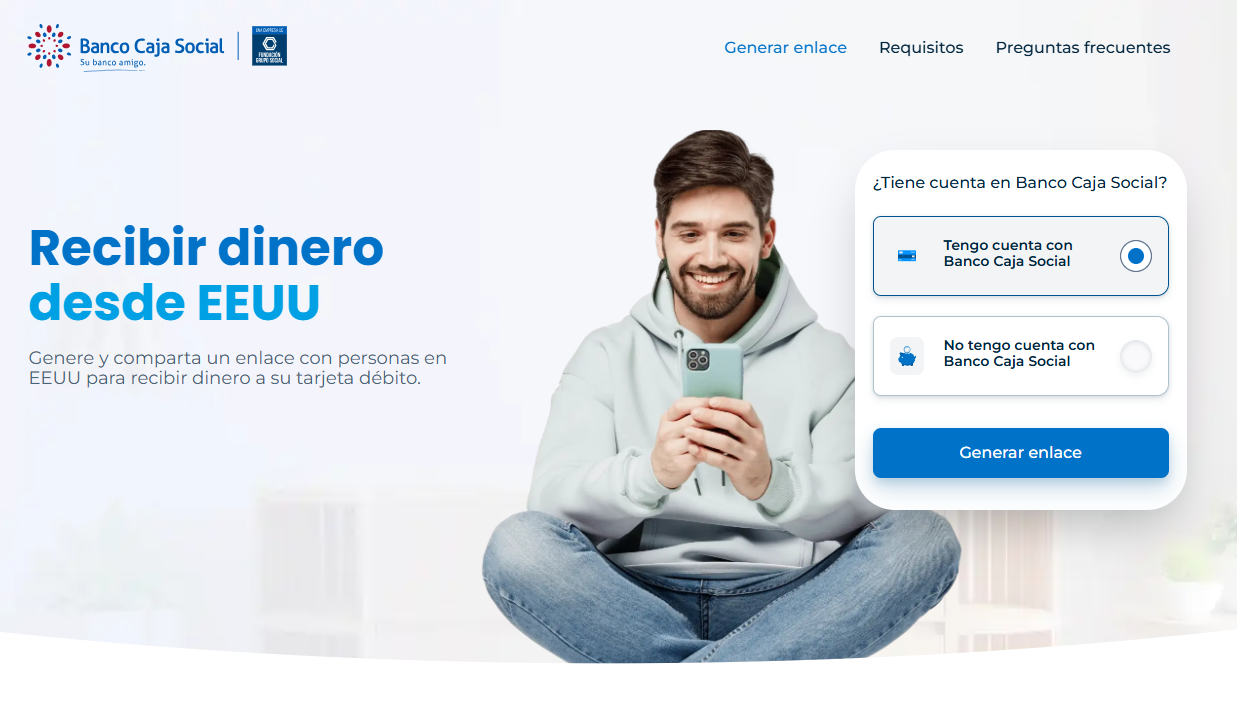 Banco Caja Social
Su banco amigo.
UNA EMPRESA DE
FUNDACIÓN
GRUPO SOCIAL
Generar enlace
Requisitos
Preguntas frecuentes
Recibir dinero
desde EEUU
Genere y comparta un enlace con personas en
EEUU para recibir dinero a su tarjeta débito.
¿Tiene cuenta en Banco Caja Social?
Tengo cuenta con
Banco Caja Social
No tengo cuenta con
Banco Caja Social
Generar enlace